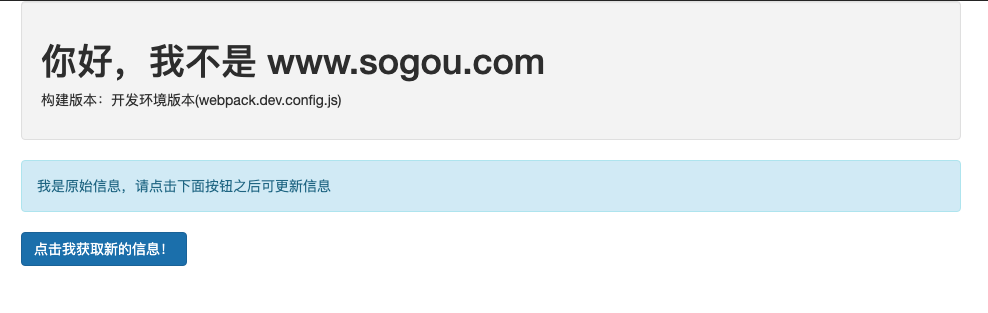 你好，我不是 www.sogou.com
构建版本：开发环境版本(webpack.dev.config.js)
我是原始信息，请点击下面按钮之后可更新信息
点击我获取新的信息！